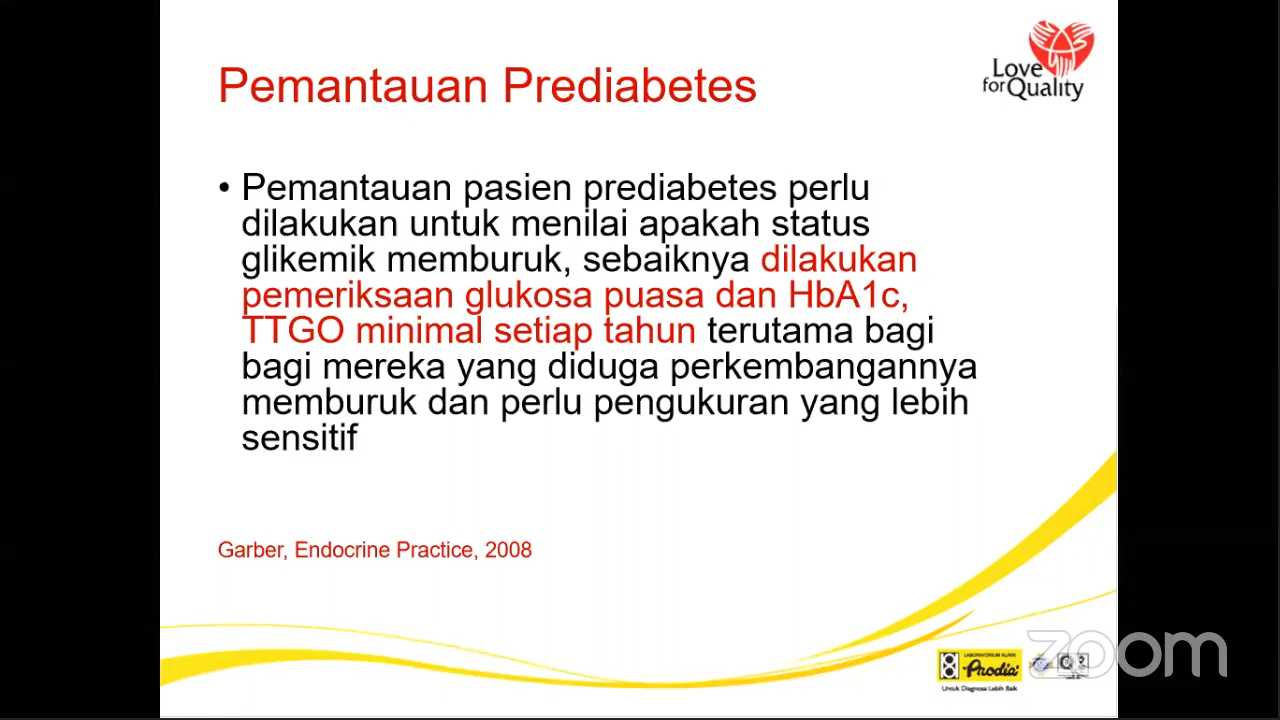 Love
for Quality
Pemantauan Prediabetes
• Pemantauan pasien prediabetes perlu
dilakukan untuk menilai apakah status
glikemik memburuk, sebaiknya dilakukan
pemeriksaan glukosa puasa dan HbA1c,
TTGO minimal setiap tahun terutama bagi
bagi mereka yang diduga perkembangannya
memburuk dan perlu pengukuran yang lebih
sensitif
Garber, Endocrine Practice, 2008
LABORATORIUM KLINIK
Prodia
Untuk Diagnosa Lebih Baik
zoom